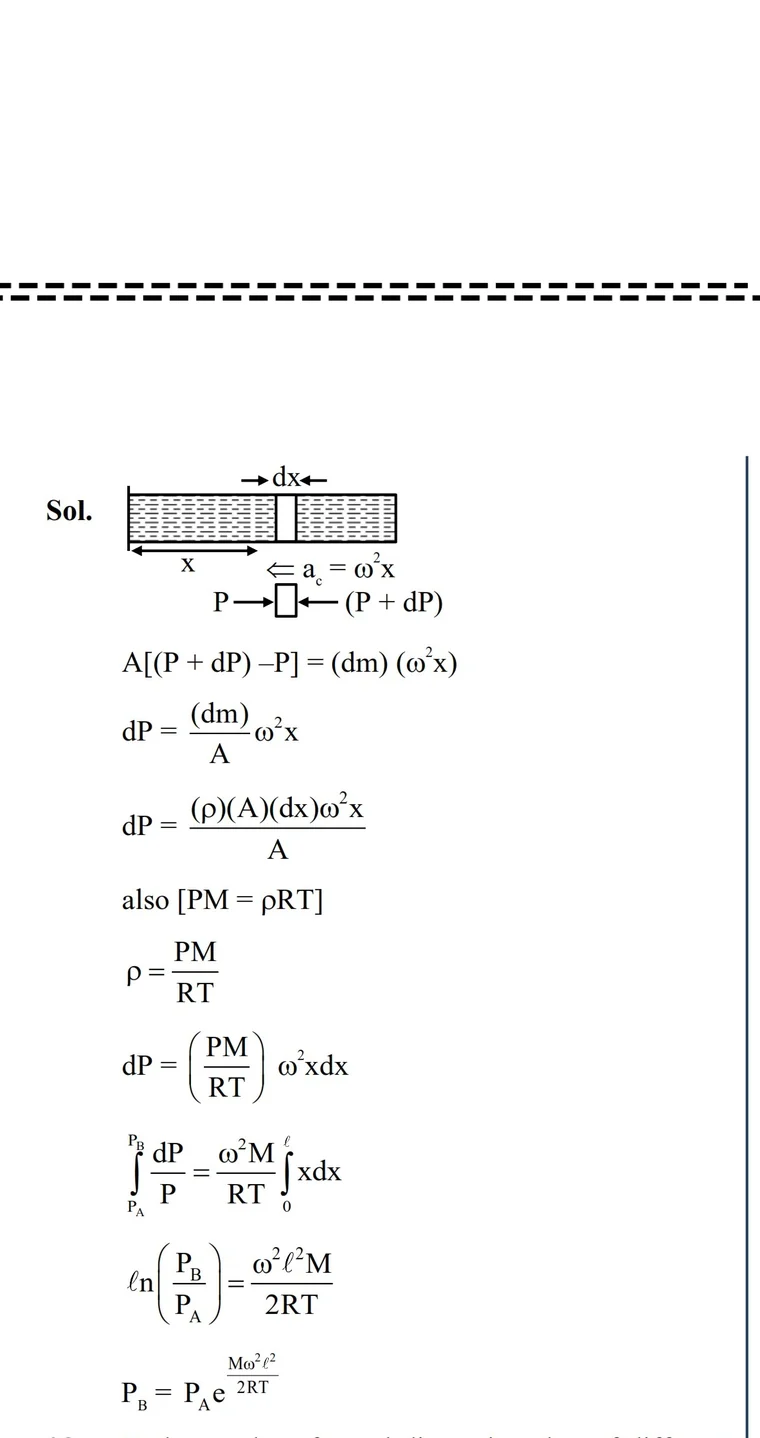 dx
Sol.
x
⇐ a_c = ω²x
P (P + dP)
A[(P + dP) –P] = (dm) (ω²x)
dP = (dm)/A ω²x
dP = (ρ)(A)(dx)ω²x / A
also [PM = ρRT]
ρ = PM/RT
dP = (PM/RT) ω²xdx
∫_{P_A}^{P_B} dP/P = ω²M/RT ∫_0^ℓ xdx
ℓn(P_B/P_A) = ω²ℓ²M/2RT
P_B = P_A e^{Mω²ℓ²/2RT}